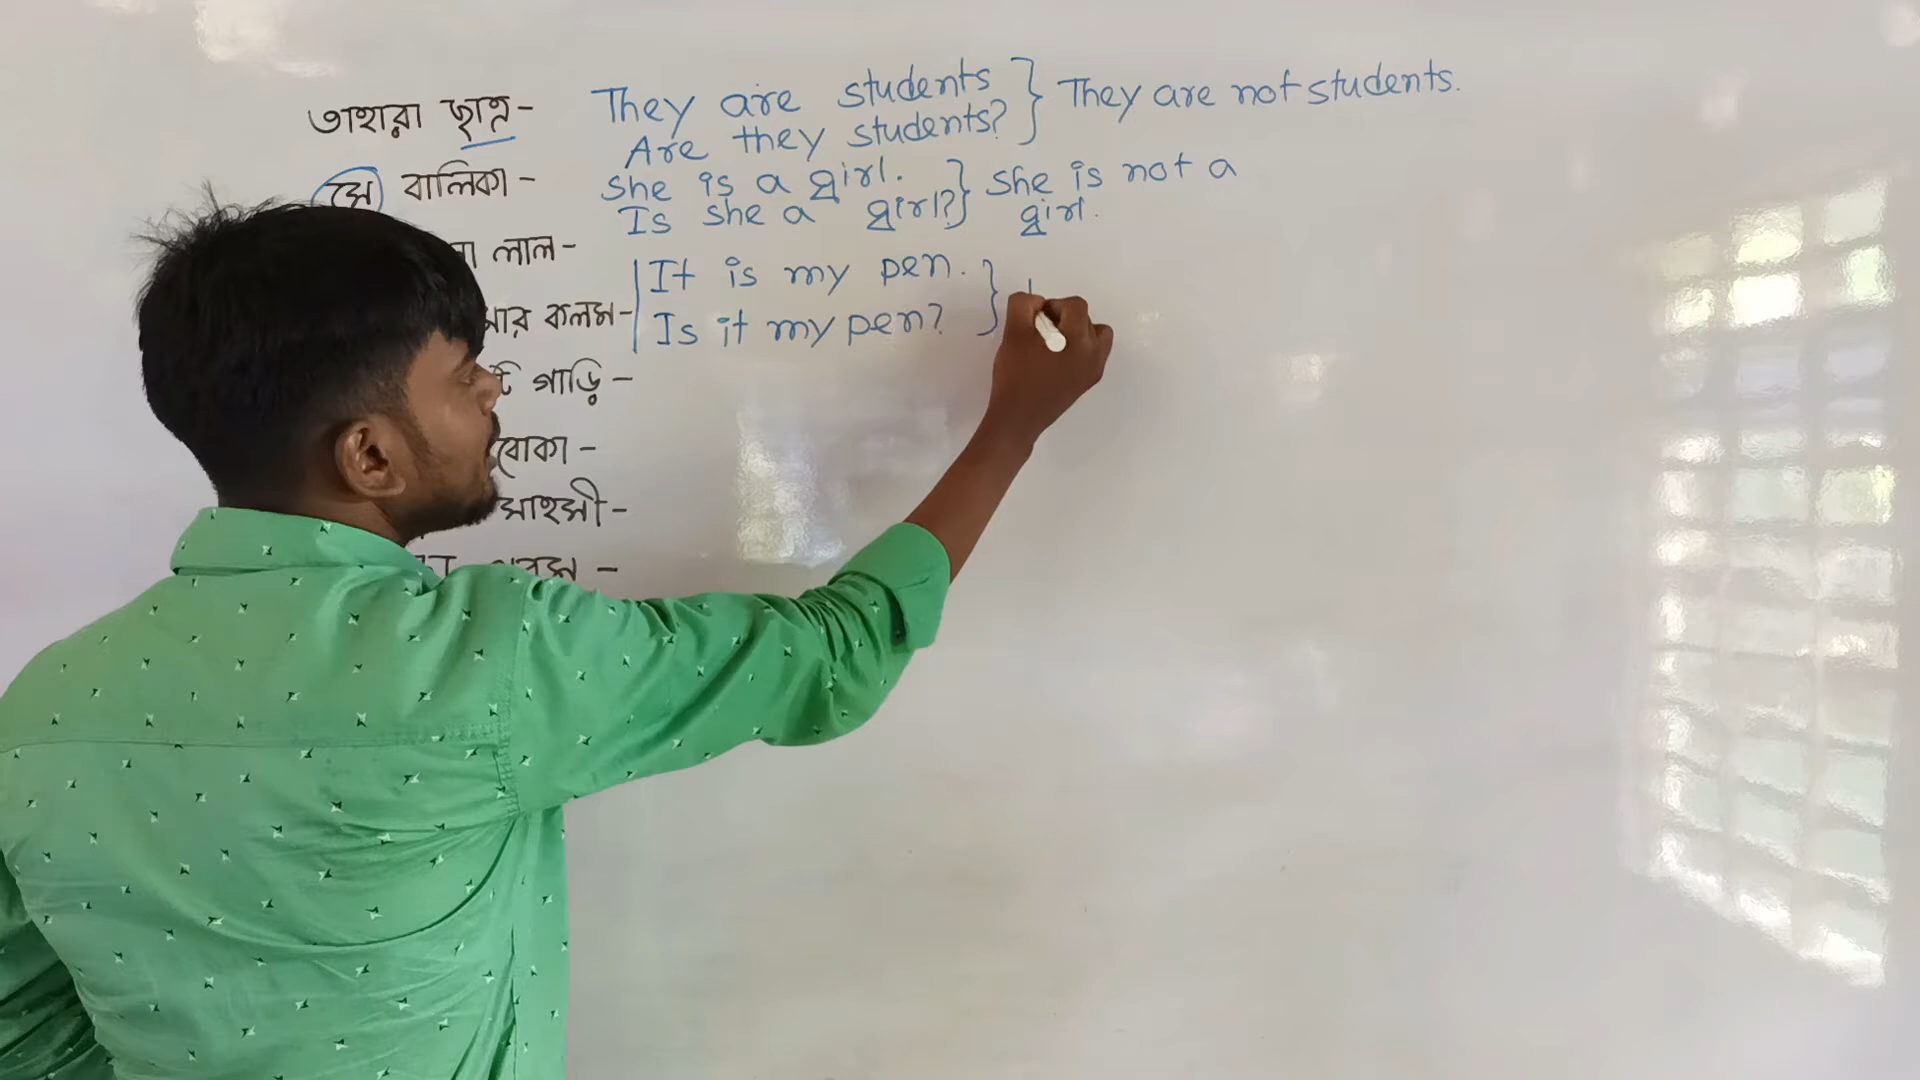 তাহারা ছাত্র- They are students } They are not students.
Are they students?
সে বালিকা - she is a girl. } she is not a
Is she a girl? girl.
লাল -
It is my pen. }
কলম - Is it my pen?
গাড়ি -
বোকা -
সাহসী -